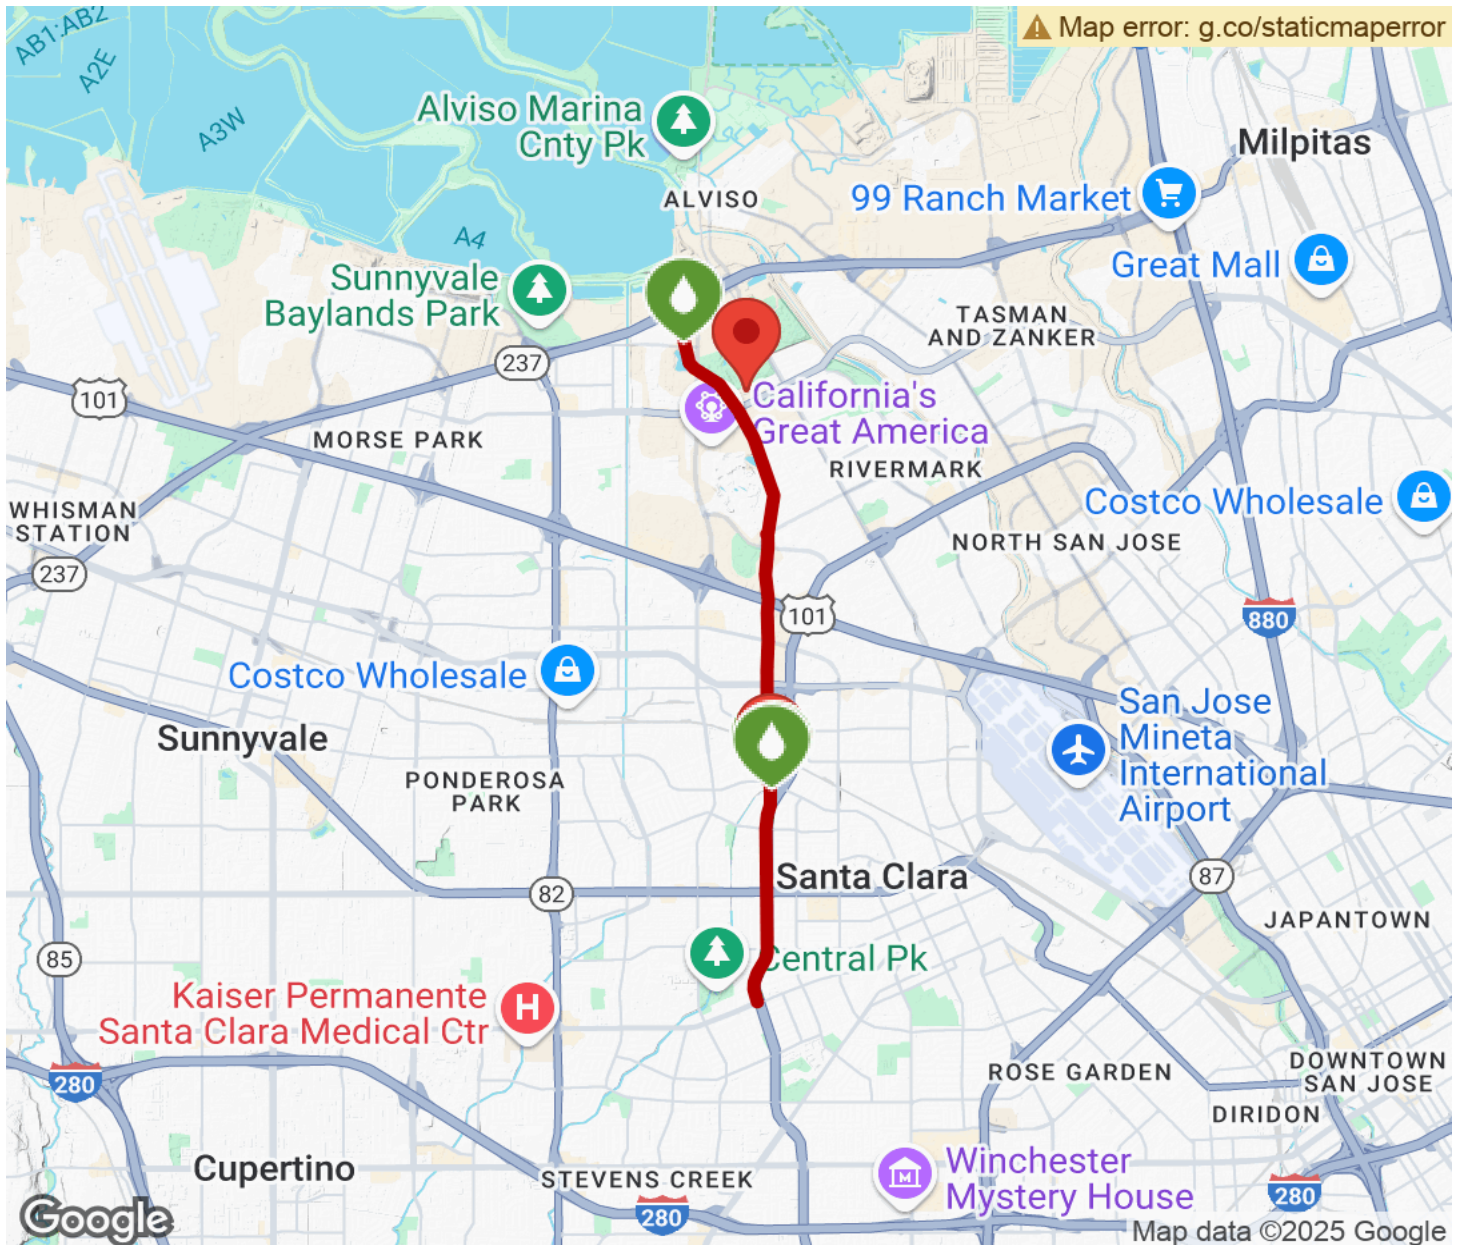 AB1:AB2
A2E
A3W
Map error: g.co/staticmaperror
Alviso Marina
Cnty Pk
Milpitas
ALVISO
99 Ranch Market
A4
Great Mall
Sunnyvale
Baylands Park
TASMAN
AND ZANKER
237
101
California's
Great America
MORSE PARK
RIVERMARK
WHISMAN
STATION
Costco Wholesale
NORTH SAN JOSE
237
101
880
Costco Wholesale
San Jose
Mineta
International
Airport
Sunnyvale
PONDEROSA
PARK
Santa Clara
82
87
JAPANTOWN
85
Central Pk
Kaiser Permanente
Santa Clara Medical Ctr
H
280
ROSE GARDEN
DOWNTOWN
SAN JOSE
DIRIDON
Cupertino
STEVENS CREEK
Winchester
Mystery House
M
280
280
Google
Map data ©2025 Google